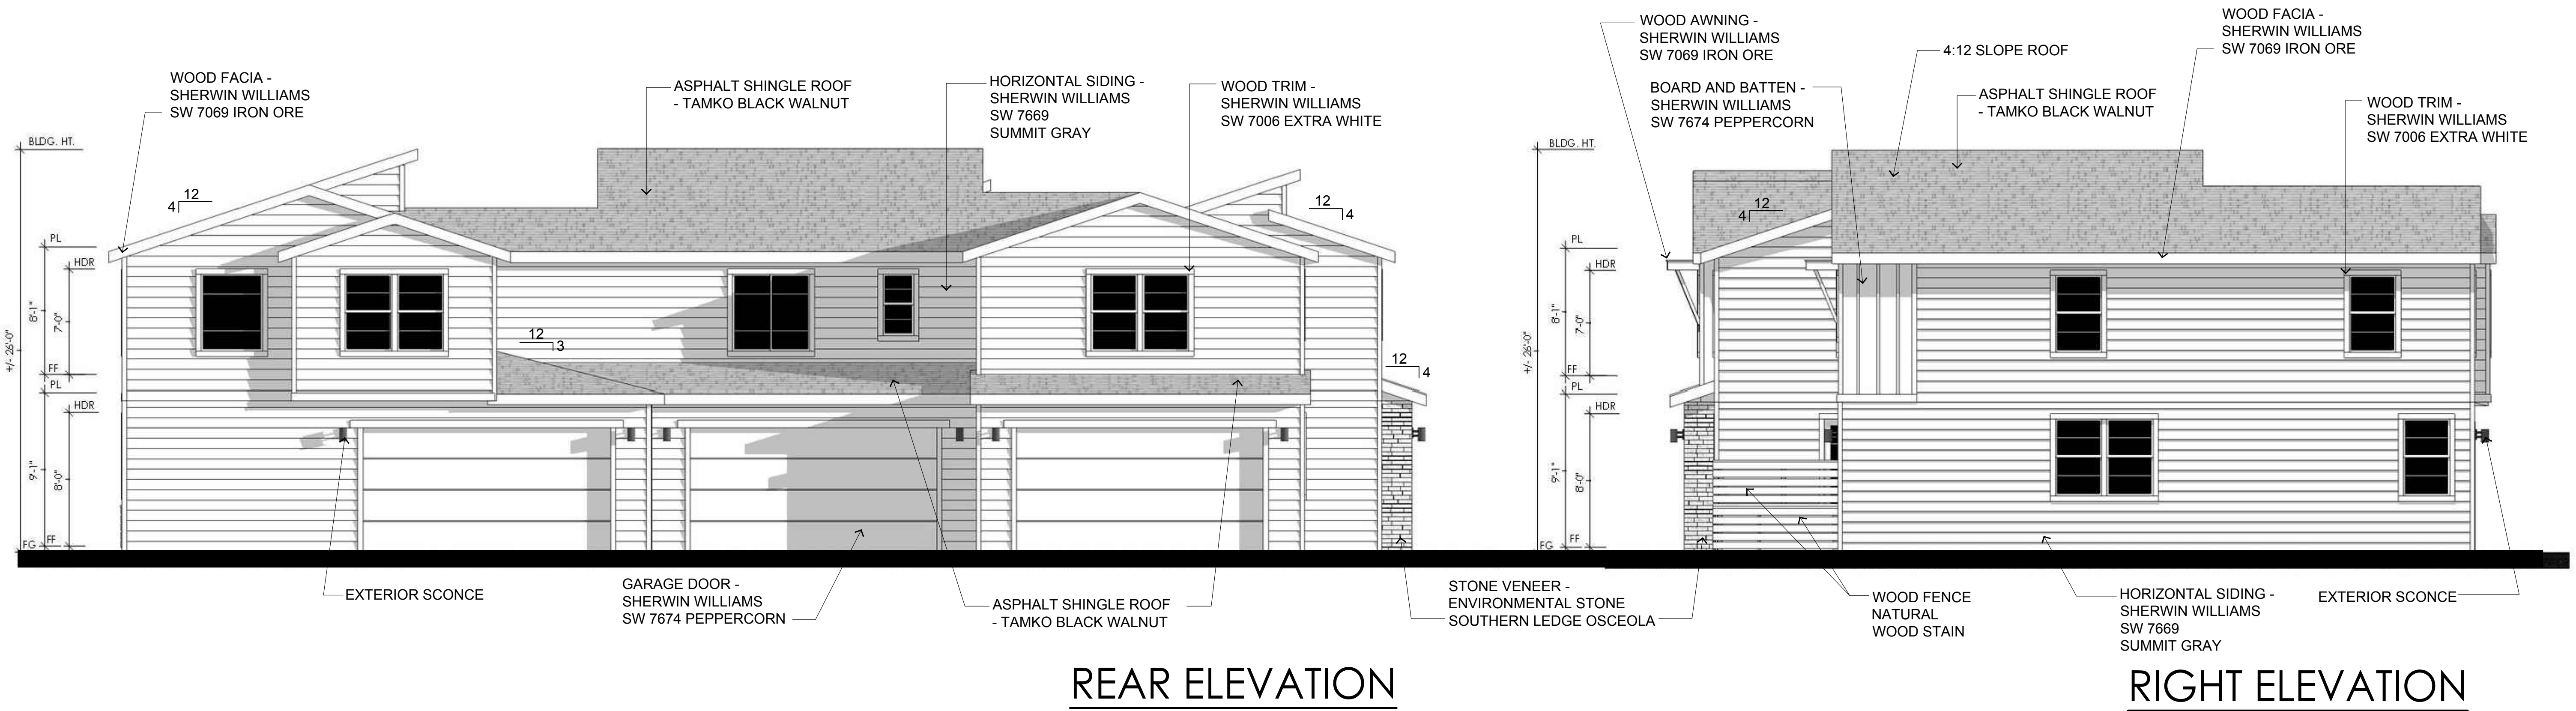 WOOD FACIA -
SHERWIN WILLIAMS
SW 7069 IRON ORE
ASPHALT SHINGLE ROOF
- TAMKO BLACK WALNUT
HORIZONTAL SIDING -
SHERWIN WILLIAMS
SW 7669
SUMMIT GRAY
WOOD TRIM -
SHERWIN WILLIAMS
SW 7006 EXTRA WHITE
BLDG. HT.
12
4
12
4
PL
HDR
8'-1"
7'-0"
+/- 26'-0"
12
3
12
4
FF
PL
HDR
9'-1"
8'-0"
FG
FF
EXTERIOR SCONCE
GARAGE DOOR -
SHERWIN WILLIAMS
SW 7674 PEPPERCORN
ASPHALT SHINGLE ROOF
- TAMKO BLACK WALNUT
STONE VENEER -
ENVIRONMENTAL STONE
SOUTHERN LEDGE OSCEOLA
REAR ELEVATION
WOOD AWNING -
SHERWIN WILLIAMS
SW 7069 IRON ORE
BOARD AND BATTEN -
SHERWIN WILLIAMS
SW 7674 PEPPERCORN
4:12 SLOPE ROOF
ASPHALT SHINGLE ROOF
- TAMKO BLACK WALNUT
WOOD FACIA -
SHERWIN WILLIAMS
SW 7069 IRON ORE
WOOD TRIM -
SHERWIN WILLIAMS
SW 7006 EXTRA WHITE
BLDG. HT.
12
4
PL
HDR
8'-1"
7'-0"
+/- 26'-0"
FF
PL
HDR
9'-1"
8'-0"
FG
FF
WOOD FENCE
NATURAL
WOOD STAIN
HORIZONTAL SIDING -
SHERWIN WILLIAMS
SW 7669
SUMMIT GRAY
EXTERIOR SCONCE
RIGHT ELEVATION